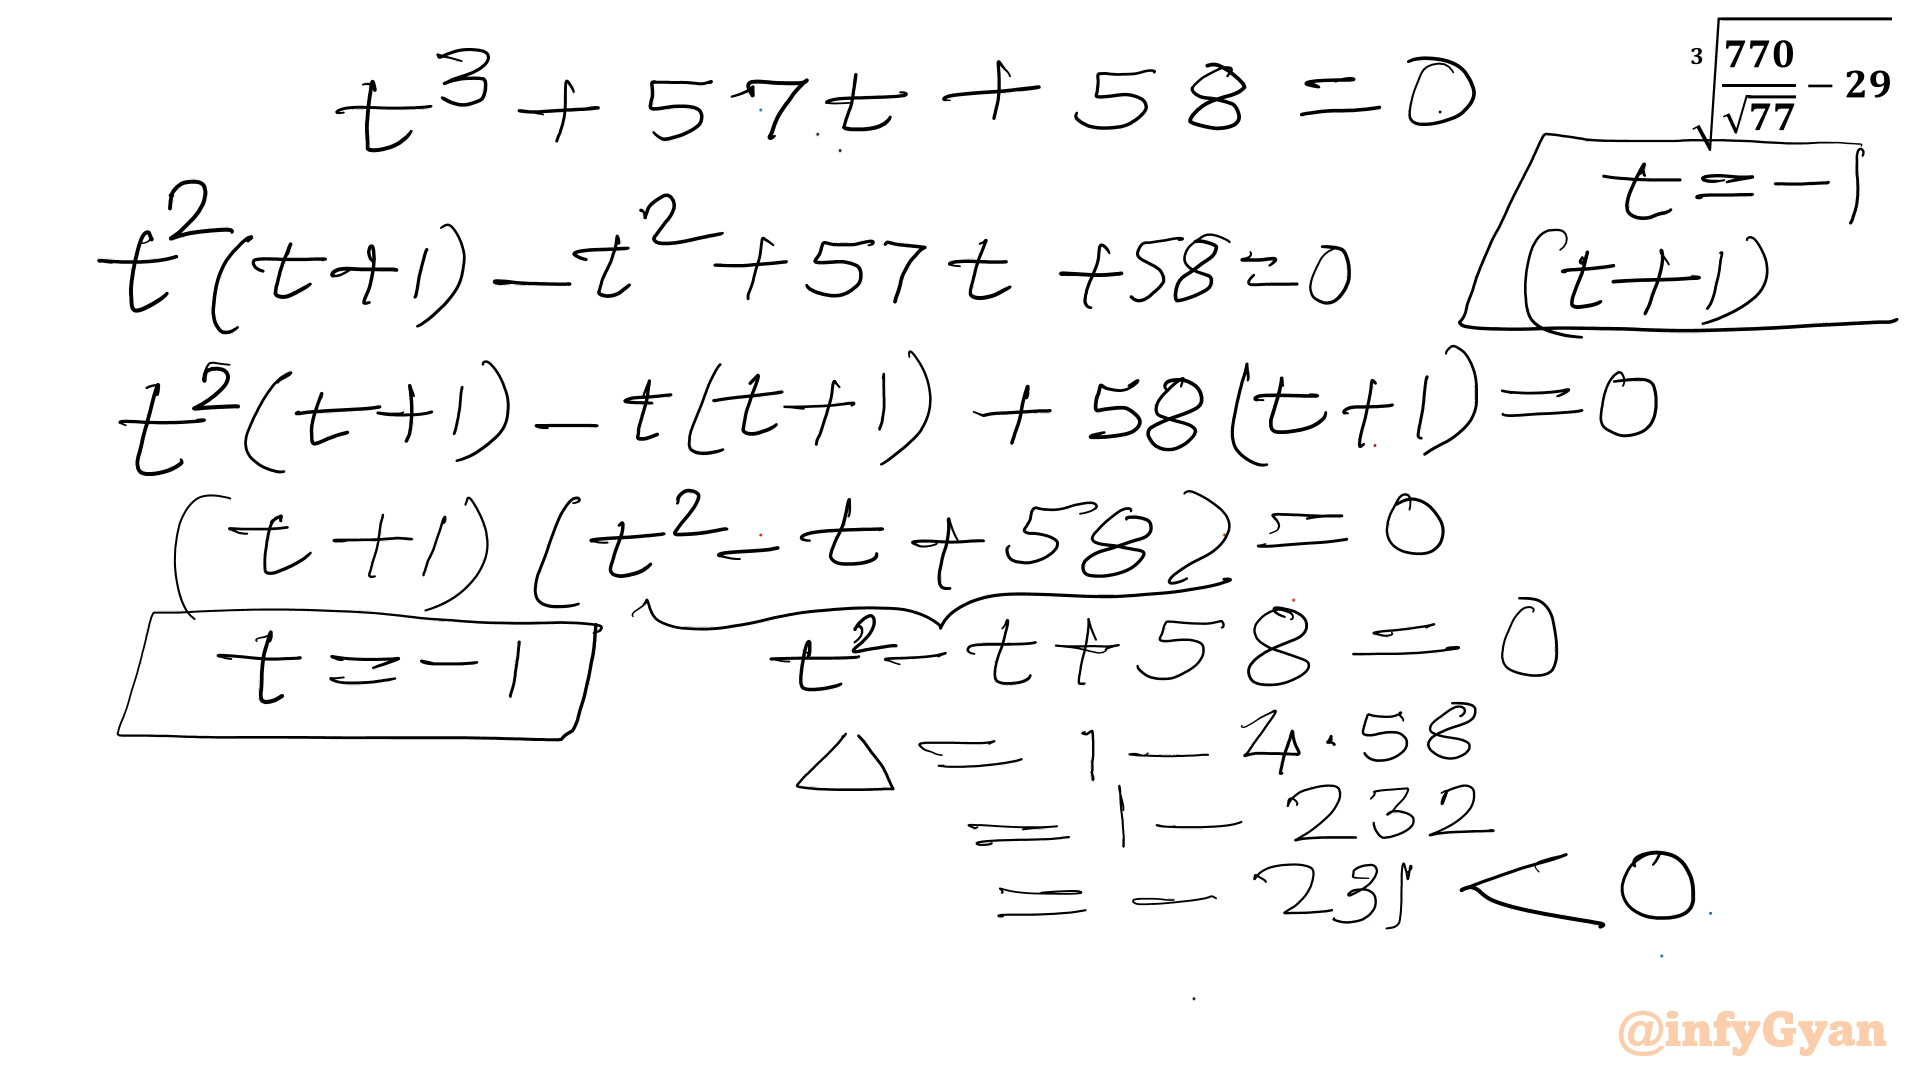 t³ + 57t + 58 = 0
∛(770/√77 − 29)
t = −1
t²(t+1) − t² + 57t + 58 = 0
(t+1)
t²(t+1) − t(t+1) + 58(t+1) = 0
(t+1)(t² − t + 58) = 0
t = −1
t² − t + 58 = 0
△ = 1 − 4·58
= 1 − 232
= − 231 < 0
@infyGyan